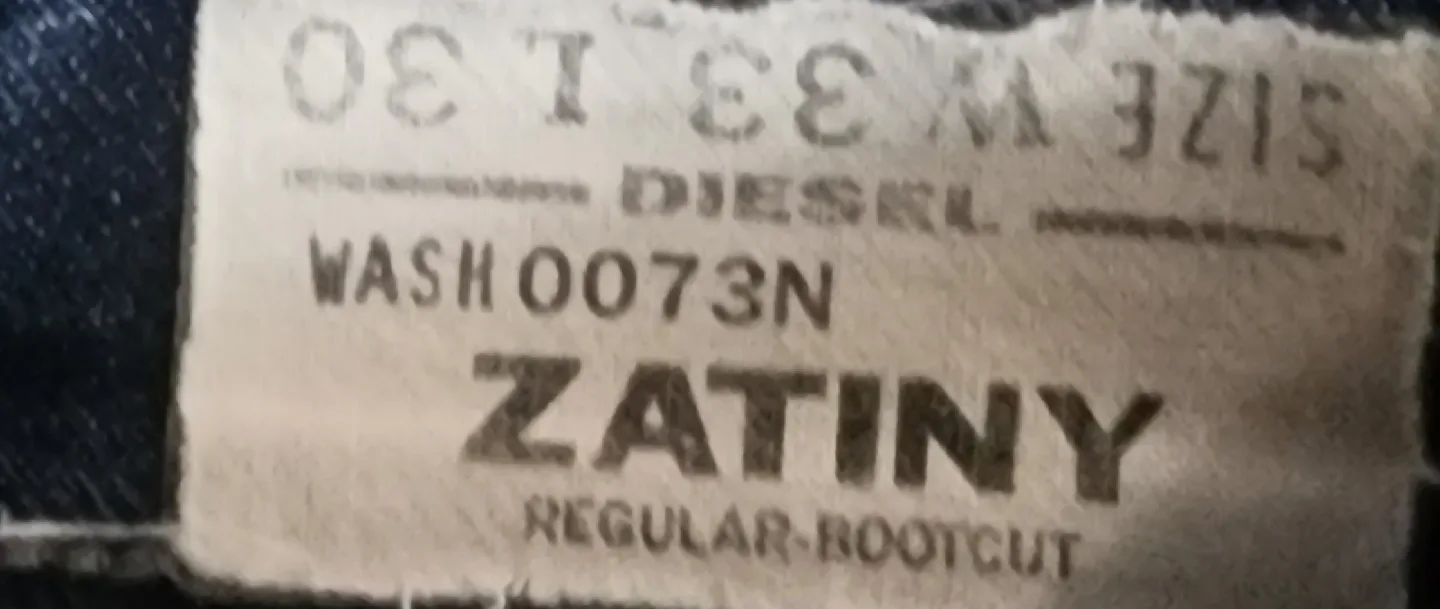 SIZE W 33 L 30
DIESEL
WASH 0073N
ZATINY
REGULAR-BOOTCUT